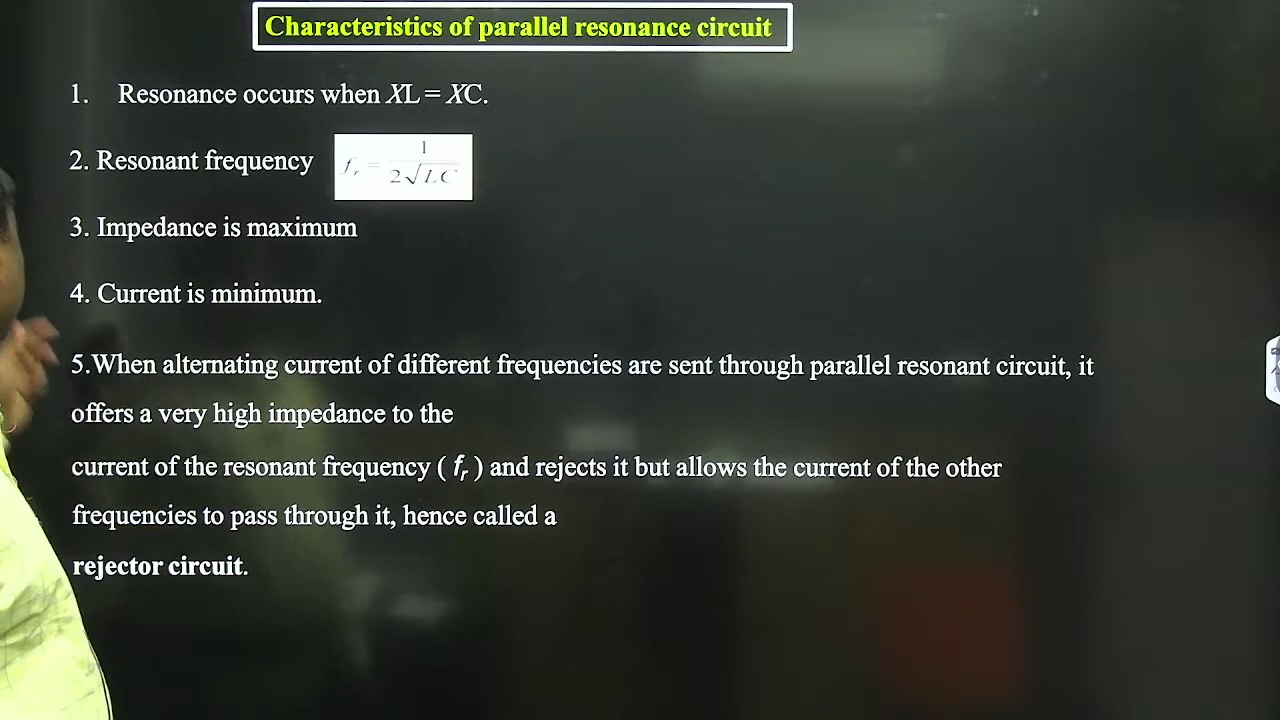 Characteristics of parallel resonance circuit
1. Resonance occurs when XL = XC.
2. Resonant frequency f_r = 1 / 2√LC
3. Impedance is maximum
4. Current is minimum.
5.When alternating current of different frequencies are sent through parallel resonant circuit, it
offers a very high impedance to the
current of the resonant frequency ( f_r ) and rejects it but allows the current of the other
frequencies to pass through it, hence called a
rejector circuit.